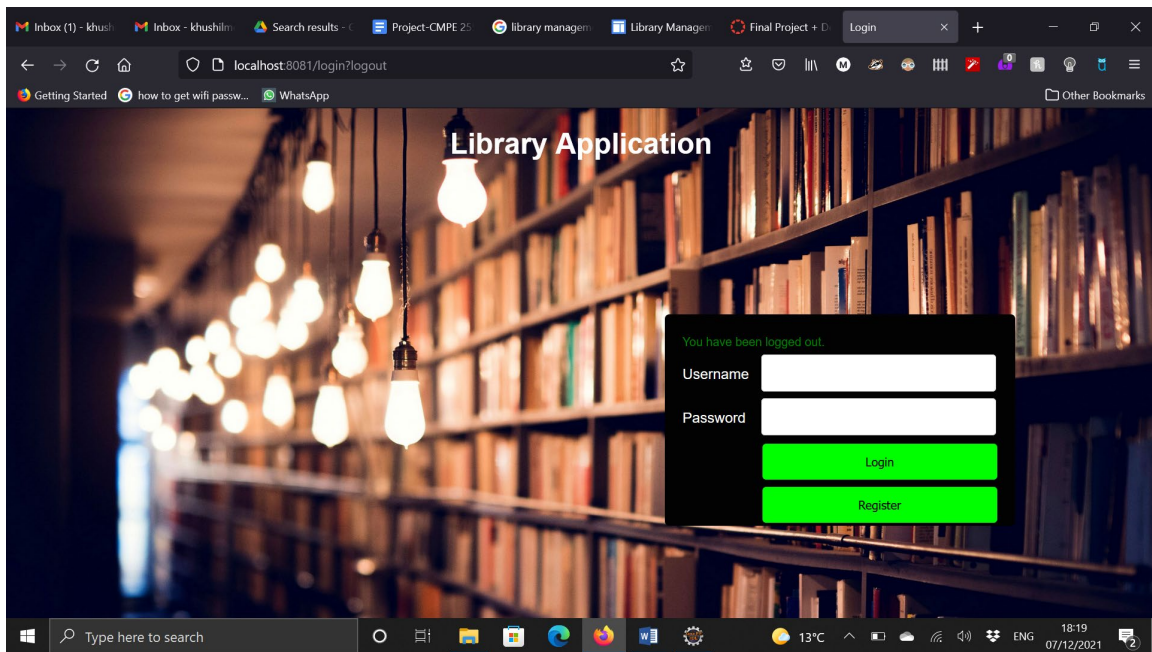 Inbox (1) - khush
Inbox - khushilm
Search results - G
Project-CMPE 25
library managem
Library Managen
Final Project + D
Login
localhost:8081/login?logout
Getting Started
how to get wifi passw...
WhatsApp
Other Bookmarks
Library Application
You have been logged out.
Username
Password
Login
Register
Type here to search
13°C
ENG
18:19
07/12/2021
2